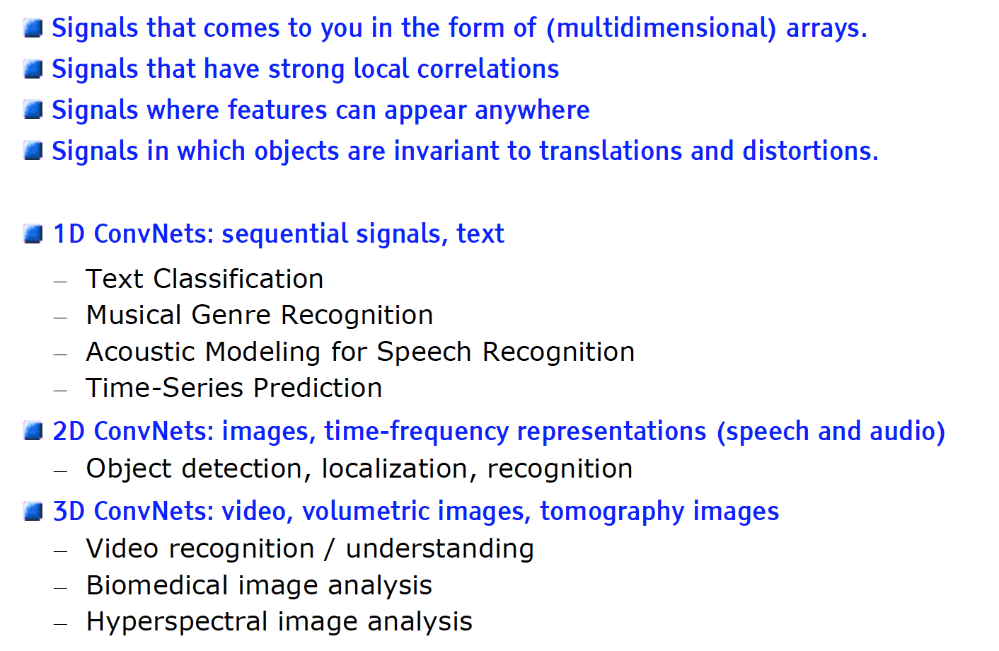 Signals that comes to you in the form of (multidimensional) arrays.
Signals that have strong local correlations
Signals where features can appear anywhere
Signals in which objects are invariant to translations and distortions.
1D ConvNets: sequential signals, text
– Text Classification
– Musical Genre Recognition
– Acoustic Modeling for Speech Recognition
– Time-Series Prediction
2D ConvNets: images, time-frequency representations (speech and audio)
– Object detection, localization, recognition
3D ConvNets: video, volumetric images, tomography images
– Video recognition / understanding
– Biomedical image analysis
– Hyperspectral image analysis